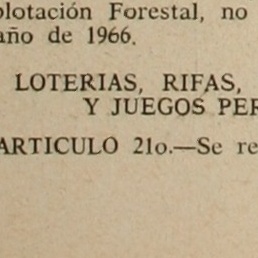 plotación Forestal, no
año de 1966.
LOTERIAS, RIFAS,
Y JUEGOS PER
ARTICULO 21o.—Se re